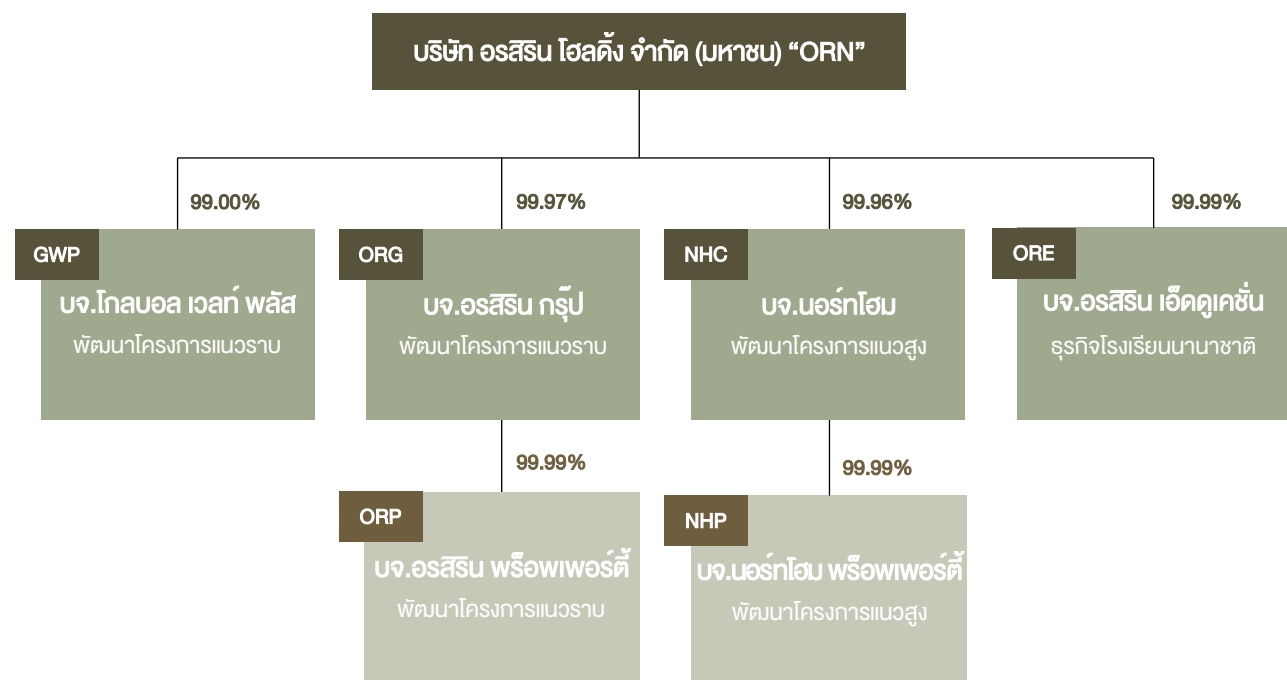 บริษัท อรสิริน โฮลดิ้ง จำกัด (มหาชน) “ORN”
99.00%
99.97%
99.96%
99.99%
GWP
บจ.โกลบอล เวลท์ พลัส
พัฒนาโครงการแนวราบ
ORG
บจ.อรสิริน กรุ๊ป
พัฒนาโครงการแนวราบ
NHC
บจ.นอร์ทโฮม
พัฒนาโครงการแนวสูง
ORE
บจ.อรสิริน เอ็ดดูเคชั่น
ธุรกิจโรงเรียนนานาชาติ
99.99%
99.99%
ORP
บจ.อรสิริน พร็อพเพอร์ตี้
พัฒนาโครงการแนวราบ
NHP
บจ.นอร์ทโฮม พร็อพเพอร์ตี้
พัฒนาโครงการแนวสูง